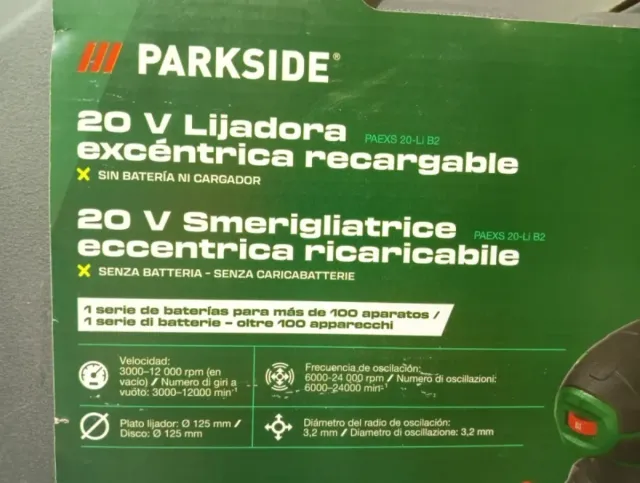 PARKSIDE®
20 V Lijadora PAEXS 20-Li B2
excéntrica recargable
X SIN BATERÍA NI CARGADOR
20 V Smerigliatrice PAEXS 20-Li B2
eccentrica ricaricabile
X SENZA BATTERIA - SENZA CARICABATTERIE
1 serie de baterías para más de 100 aparatos /
1 serie di batterie – oltre 100 apparecchi
Velocidad:
3000–12 000 rpm (en
vacío) / Numero di giri a
vuoto: 3000–12000 min⁻¹
Frecuencia de oscilación:
6000-24 000 rpm / Numero di oscillazioni:
6000–24000 min⁻¹
Plato lijador: Ø 125 mm /
Disco: Ø 125 mm
Diámetro del radio de oscilación:
3,2 mm / Diametro di oscillazione: 3,2 mm